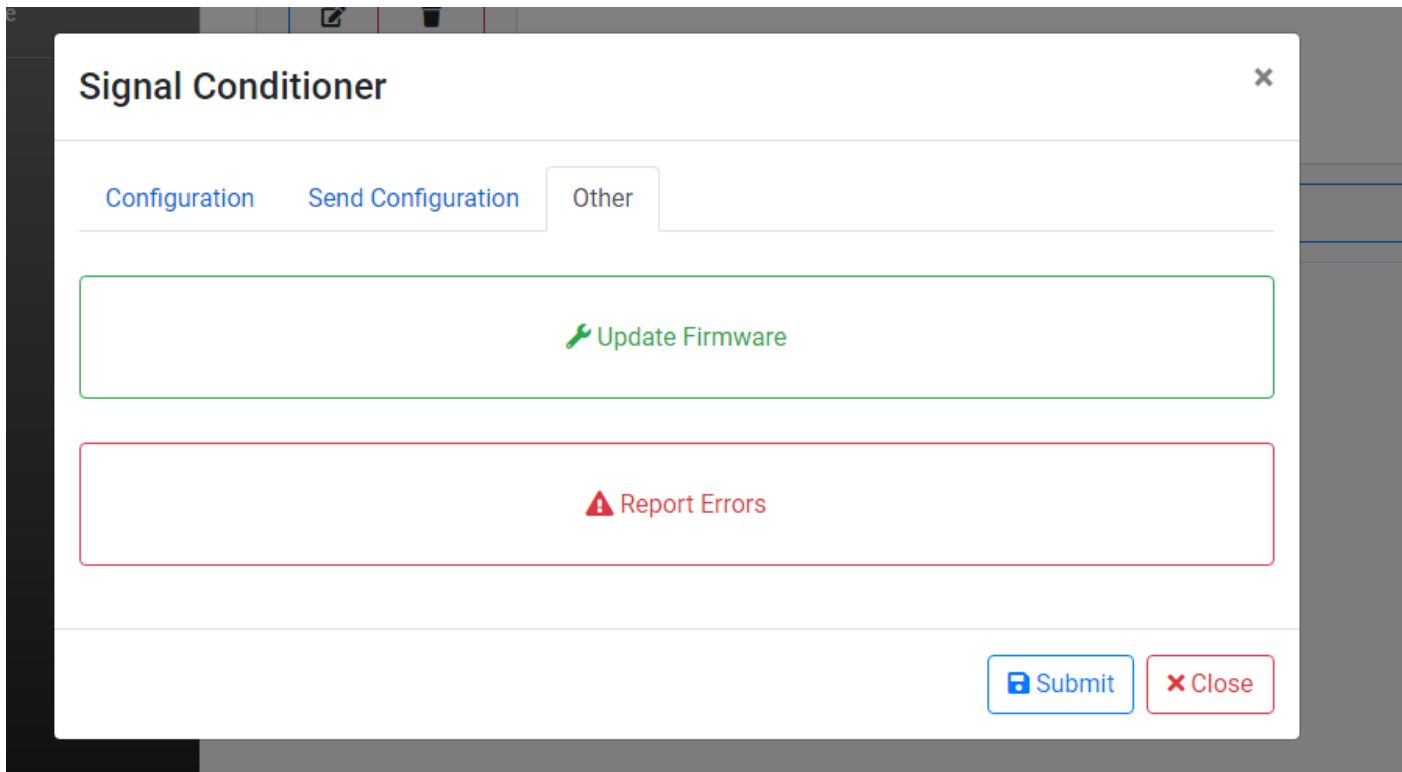 Signal Conditioner
Configuration Send Configuration Other
Update Firmware
Report Errors
Submit Close